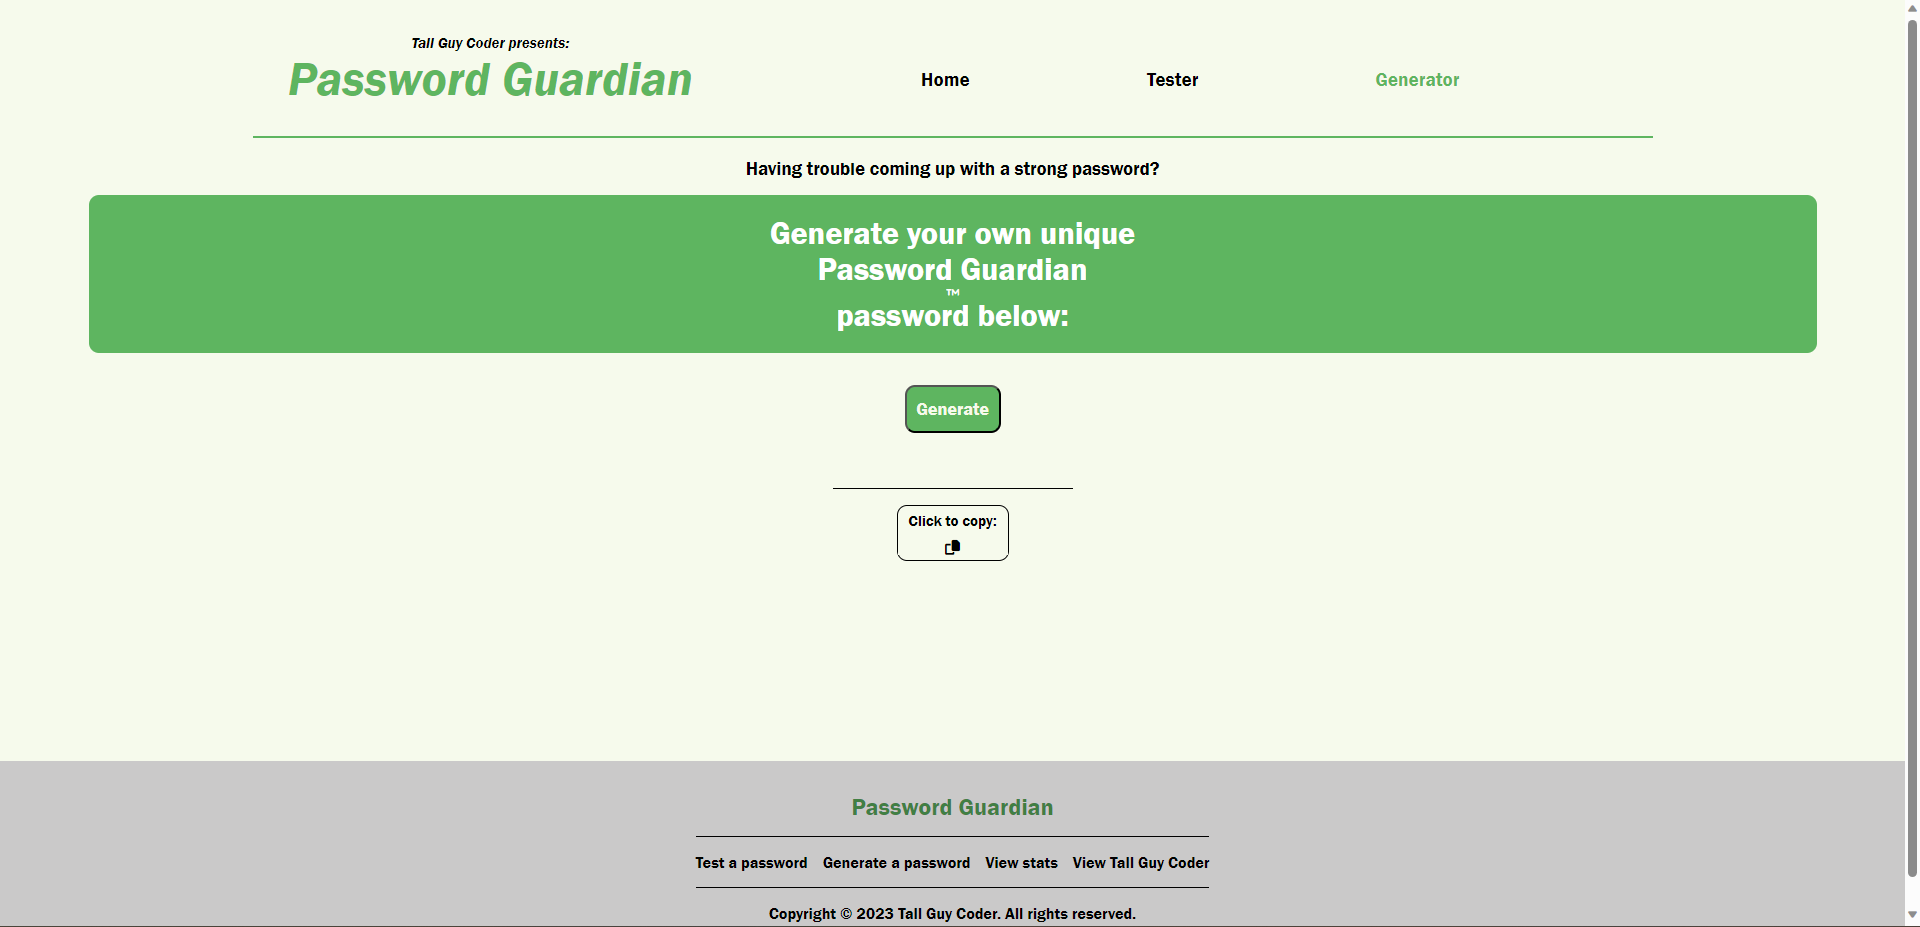 Tall Guy Coder presents:
Password Guardian
Home
Tester
Generator
Having trouble coming up with a strong password?
Generate your own unique
Password Guardian
™
password below:
Generate
Click to copy:
Password Guardian
Test a password
Generate a password
View stats
View Tall Guy Coder
Copyright © 2023 Tall Guy Coder. All rights reserved.